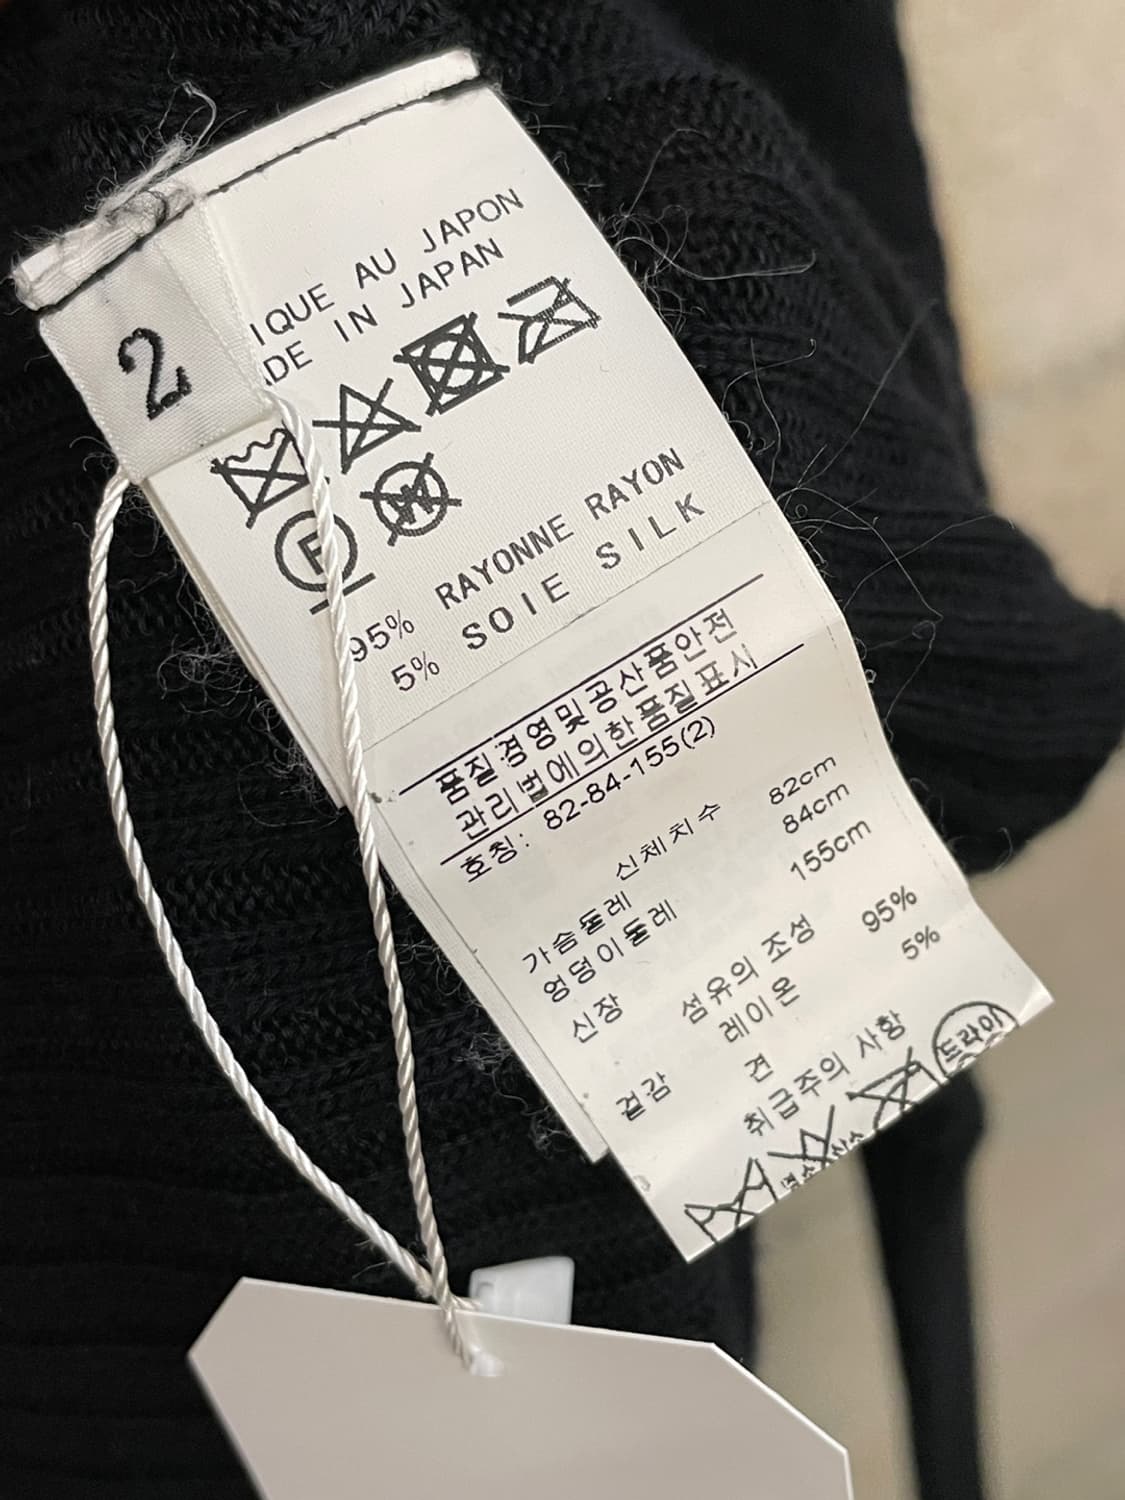 2
IQUE AU JAPON
ADE IN JAPAN
F
W
95% RAYONNE RAYON
5% SOIE SILK
품질경영및공산품안전
관리법에의한품질표시
호칭: 82-84-155(2)
신체치수
가슴둘레 82cm
엉덩이둘레 84cm
신장 155cm
섬유의 조성
겉감 레이온 95%
견 5%
취급주의 사항
드라이